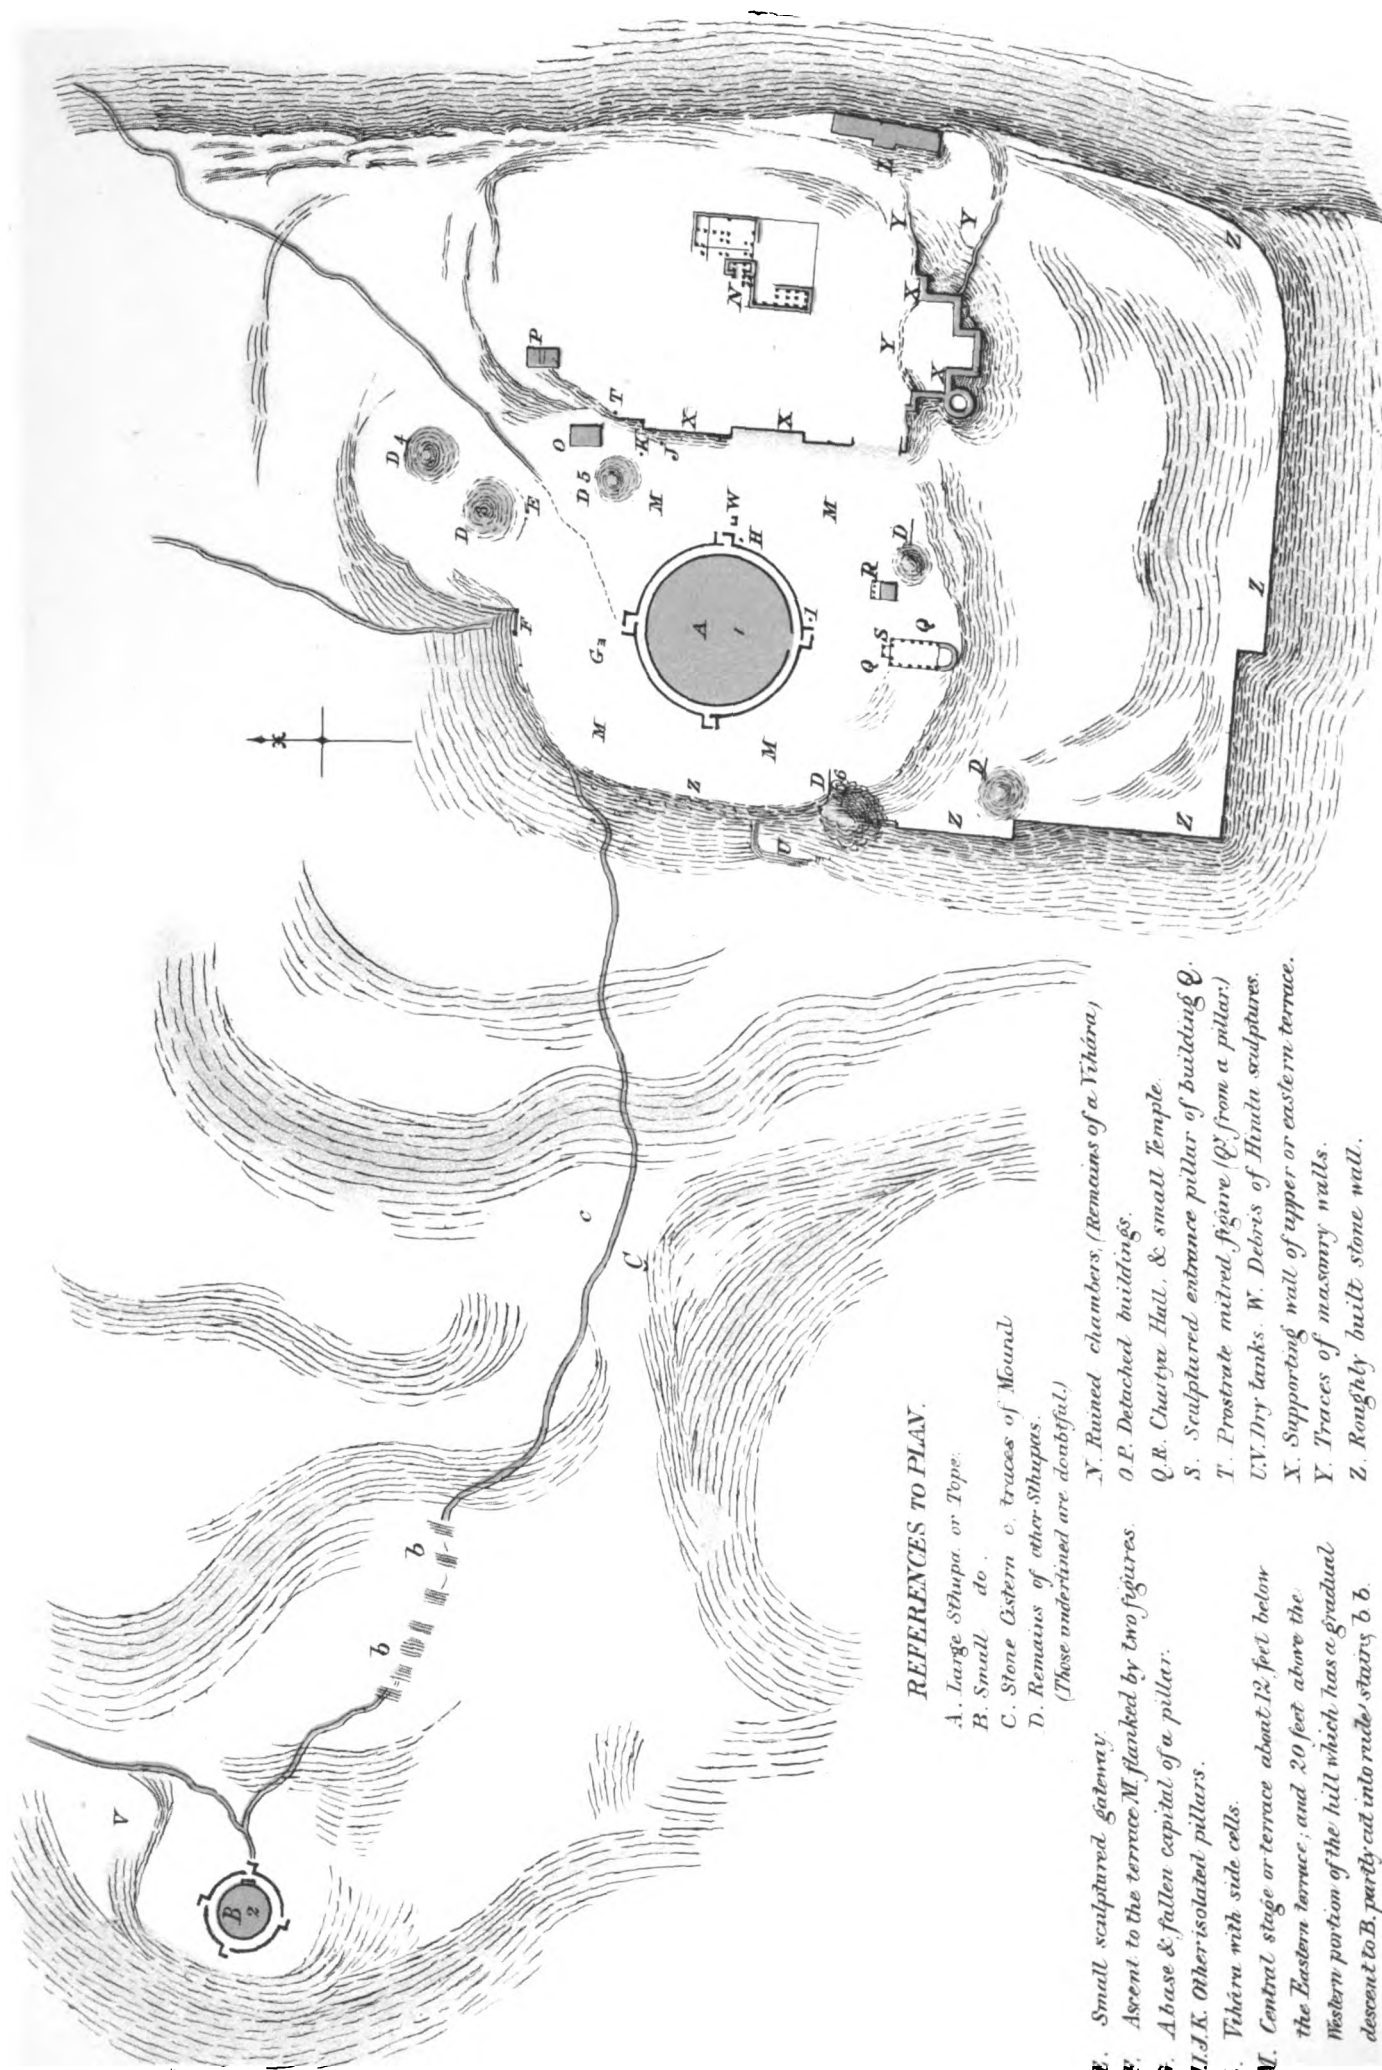 REFERENCES TO PLAN.
A. Large Sthupa. or Tope.
B. Small do.
C. Stone Cistern c. traces of Mound
D. Remains of other Sthupas.
(Those underlined are doubtful.)
E. Small sculptured gateway.
F. Ascent to the terrace M. flanked by two figures.
G. A base & fallen capital of a pillar.
H.I.J.K. Other isolated pillars.
Vihára with side cells.
M. Central stage or terrace about 12 feet below
the Eastern terrace; and 20 feet above the
Western portion of the hill which has a gradual
descent to B. partly cut into rude stairs, b.b.
N. Ruined chambers, (Remains of a Vihára)
O.P. Detached buildings.
Q.R. Chaitya Hall, & small Temple.
S. Sculptured entrance pillar of building Q.
T. Prostrate mitred figure (Qy. from a pillar.)
U.V. Dry tanks. W. Debris of Hindu sculptures.
X. Supporting wall of upper or eastern terrace.
Y. Traces of masonry walls.
Z. Roughly built stone wall.
V
B
2
b
b
c
C
U
D
6
D
Z
Z
Z
Z
Z
Z
M
M
M
M
G
F
A
1
I
H
W
Q
S
Q
R
D
D 4
D
3
E
D 5
O
P
T
K
J
X
X
X
X
N
Y
Y
Y